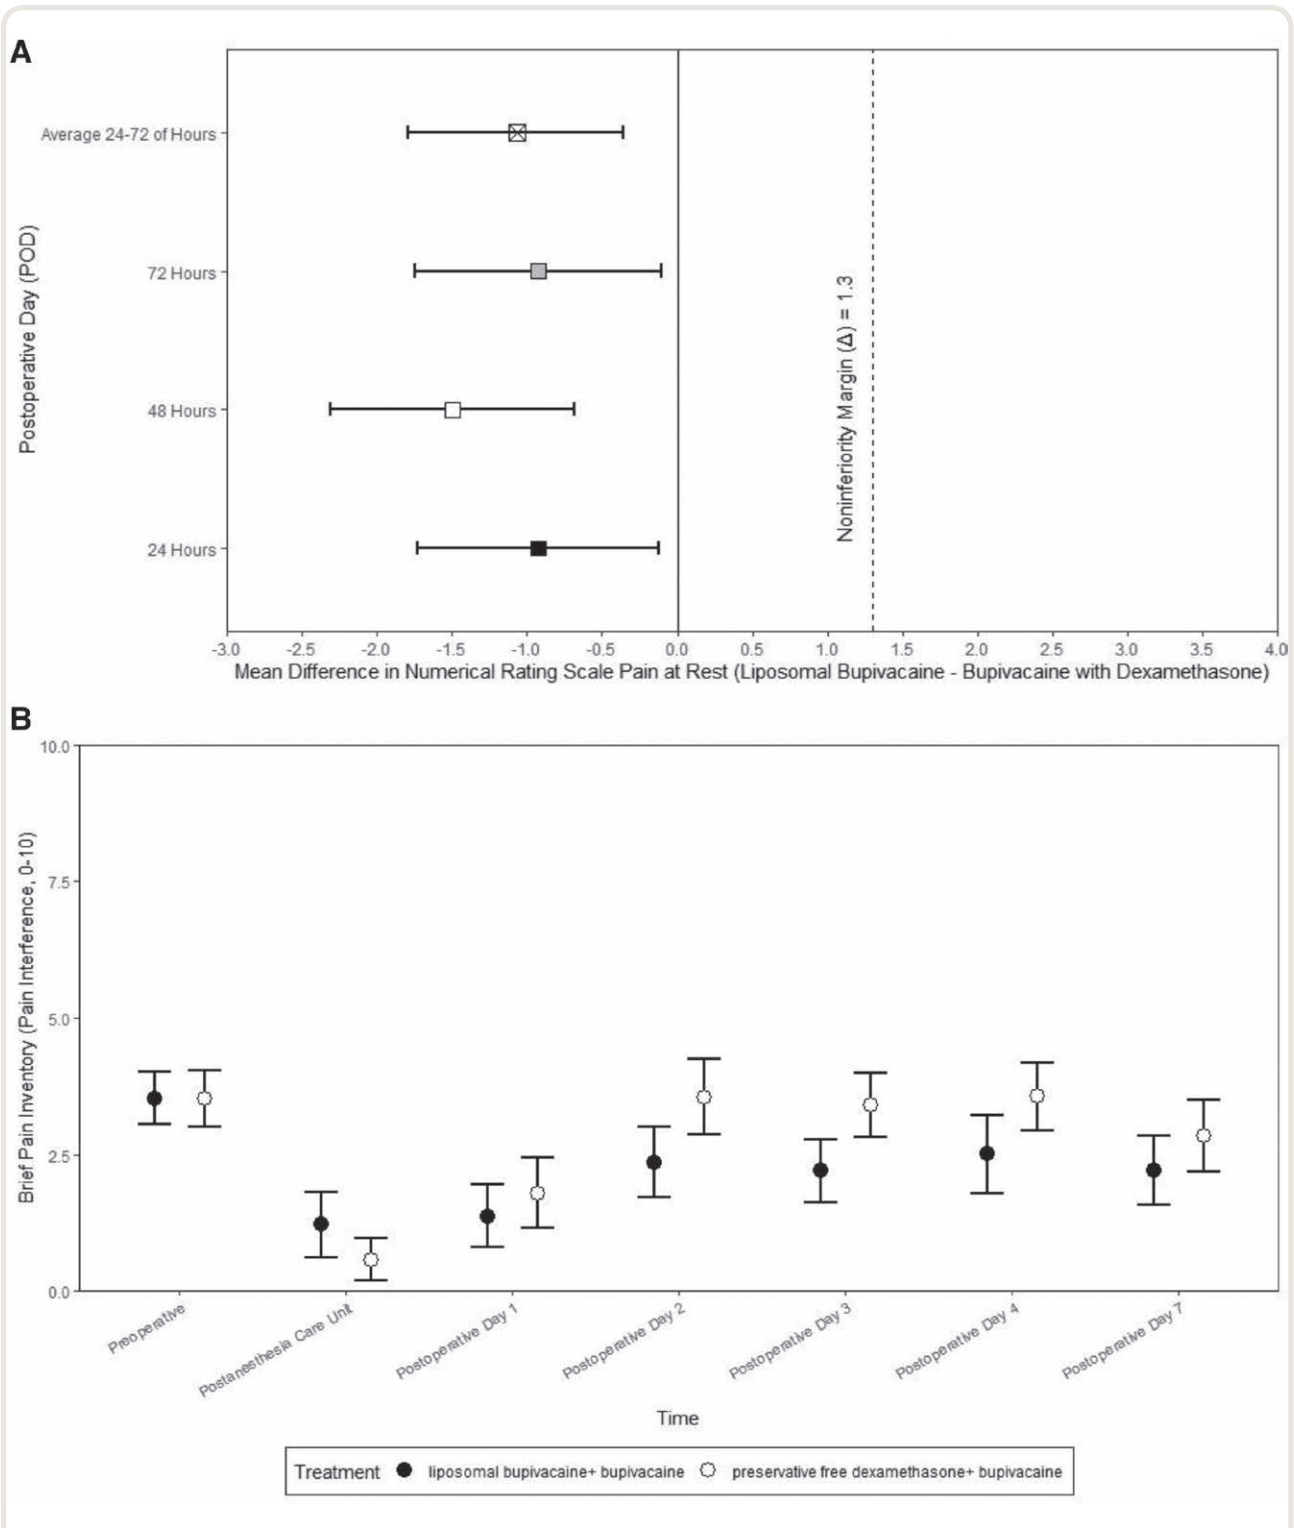 A
Average 24-72 of Hours
72 Hours
48 Hours
24 Hours
Postoperative Day (POD)
Noninferiority Margin (Δ) = 1.3
-3.0 -2.5 -2.0 -1.5 -1.0 -0.5 0.0 0.5 1.0 1.5 2.0 2.5 3.0 3.5 4.0
Mean Difference in Numerical Rating Scale Pain at Rest (Liposomal Bupivacaine - Bupivacaine with Dexamethasone)
B
10.0
7.5
5.0
2.5
0.0
Brief Pain Inventory (Pain Interference, 0-10)
Preoperative
Postanesthesia Care Unit
Postoperative Day 1
Postoperative Day 2
Postoperative Day 3
Postoperative Day 4
Postoperative Day 7
Time
Treatment liposomal bupivacaine+ bupivacaine preservative free dexamethasone+ bupivacaine